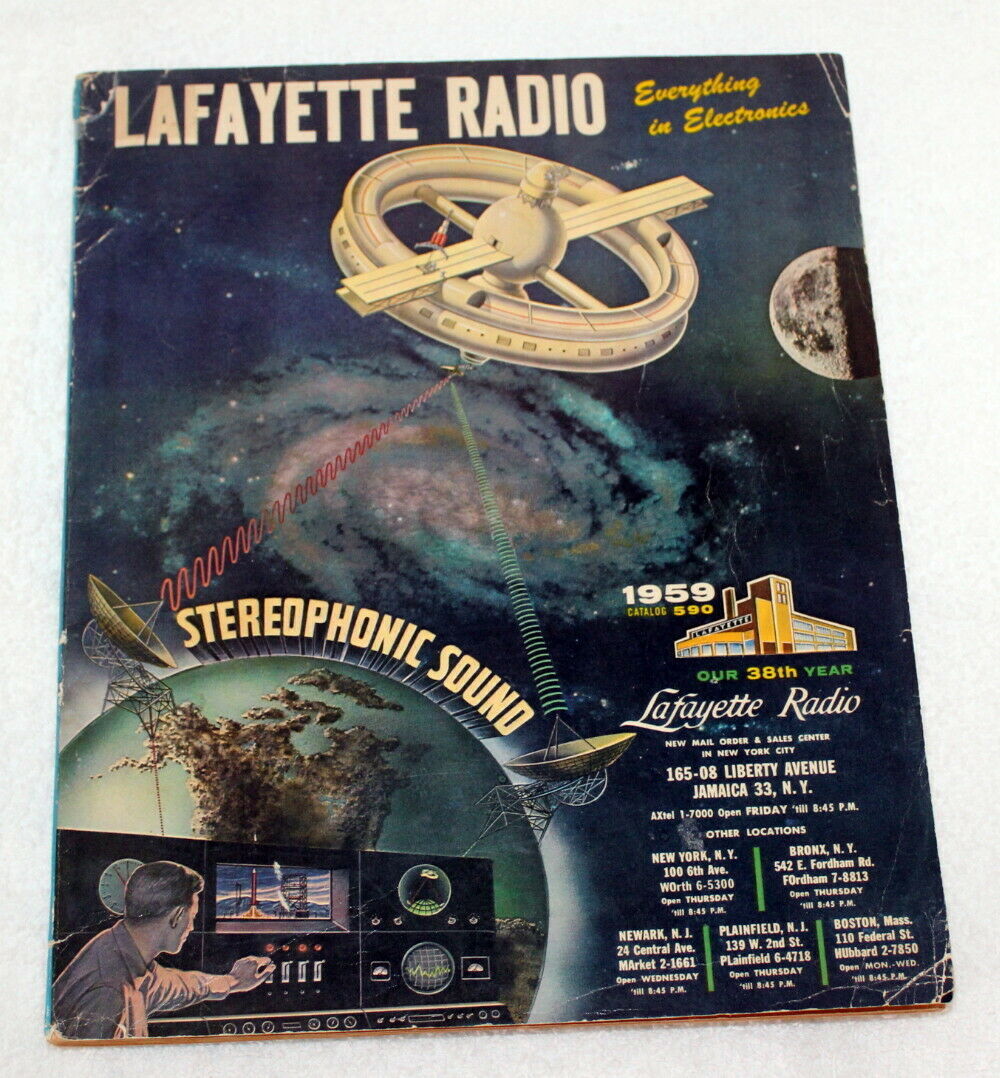 LAFAYETTE RADIO
Everything
in Electronics
STEREOPHONIC SOUND
1959
CATALOG 590
LAFAYETTE
OUR 38th YEAR
Lafayette Radio
NEW MAIL ORDER & SALES CENTER
IN NEW YORK CITY
165-08 LIBERTY AVENUE
JAMAICA 33, N. Y.
AXtel 1-7000 Open FRIDAY 'till 8:45 P.M.
OTHER LOCATIONS
NEW YORK, N.Y.
100 6th Ave.
WOrth 6-5300
Open THURSDAY
'till 8:45 P.M.
BRONX, N. Y.
542 E. Fordham Rd.
FOrdham 7-8813
Open THURSDAY
'till 8:45 P.M.
NEWARK, N.J.
24 Central Ave.
MArket 2-1661
Open WEDNESDAY
'till 8:45 P.M.
PLAINFIELD, N.J.
139 W. 2nd St.
PLainfield 6-4718
Open THURSDAY
'till 8:45 P.M.
BOSTON, Mass.
110 Federal St.
HUbbard 2-7850
Open MON.-WED.
'till 8:45 P.M.